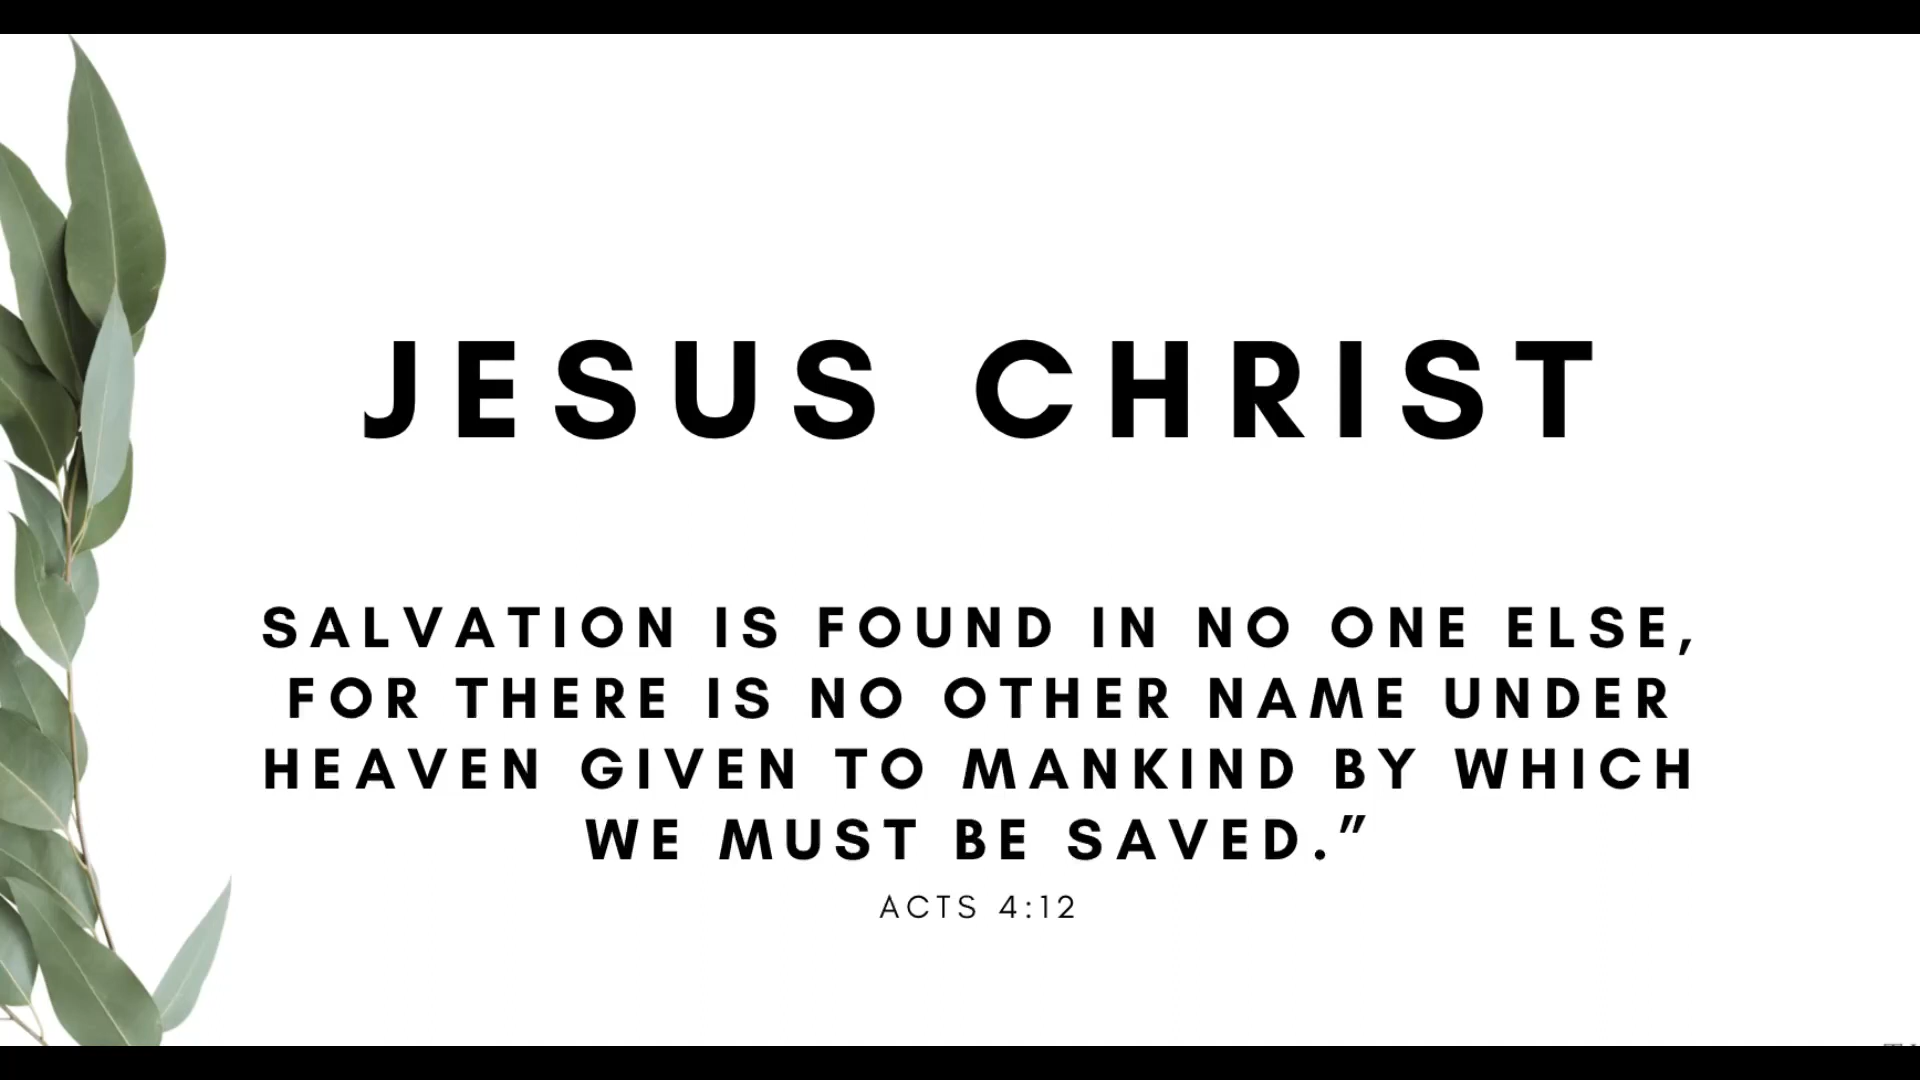 JESUS CHRIST
SALVATION IS FOUND IN NO ONE ELSE,
FOR THERE IS NO OTHER NAME UNDER
HEAVEN GIVEN TO MANKIND BY WHICH
WE MUST BE SAVED.”
ACTS 4:12